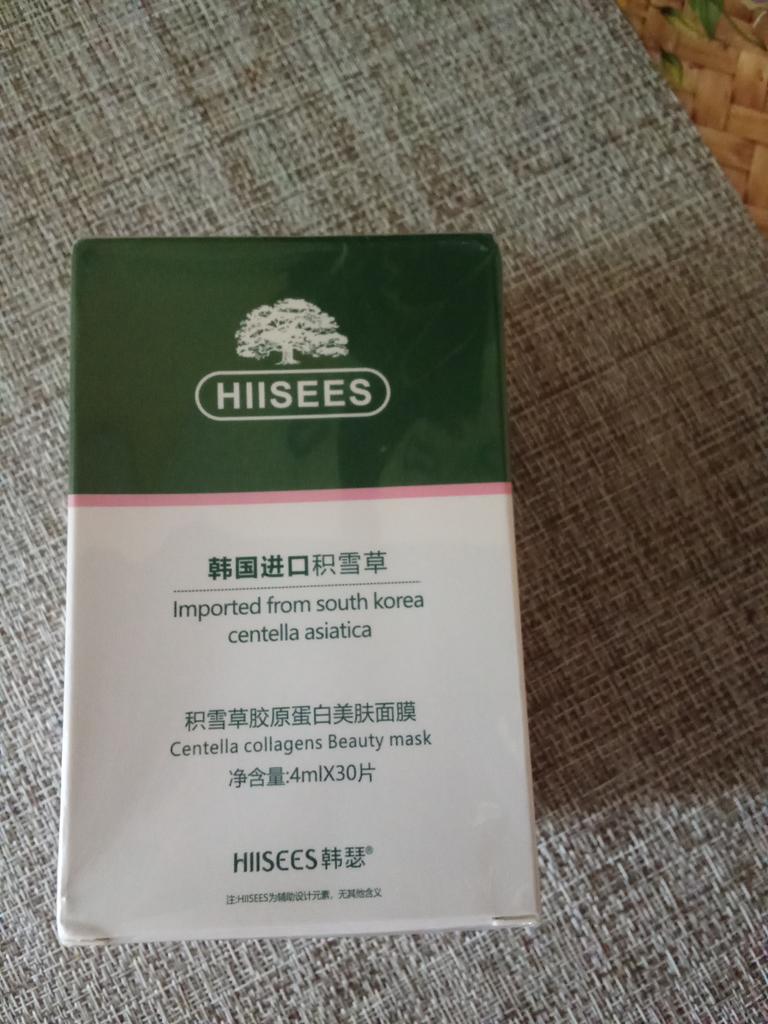 HIISEES
韩国进口积雪草
Imported from south korea
centella asiatica
积雪草胶原蛋白美肤面膜
Centella collagens Beauty mask
净含量:4mlX30片
HIISEES韩瑟®
注:HIISEES为辅助设计元素，无其他含义